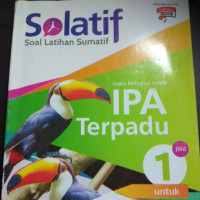 Solatif
Soal Latihan Sumatif
IPA
Terpadu
jilid
1
untuk